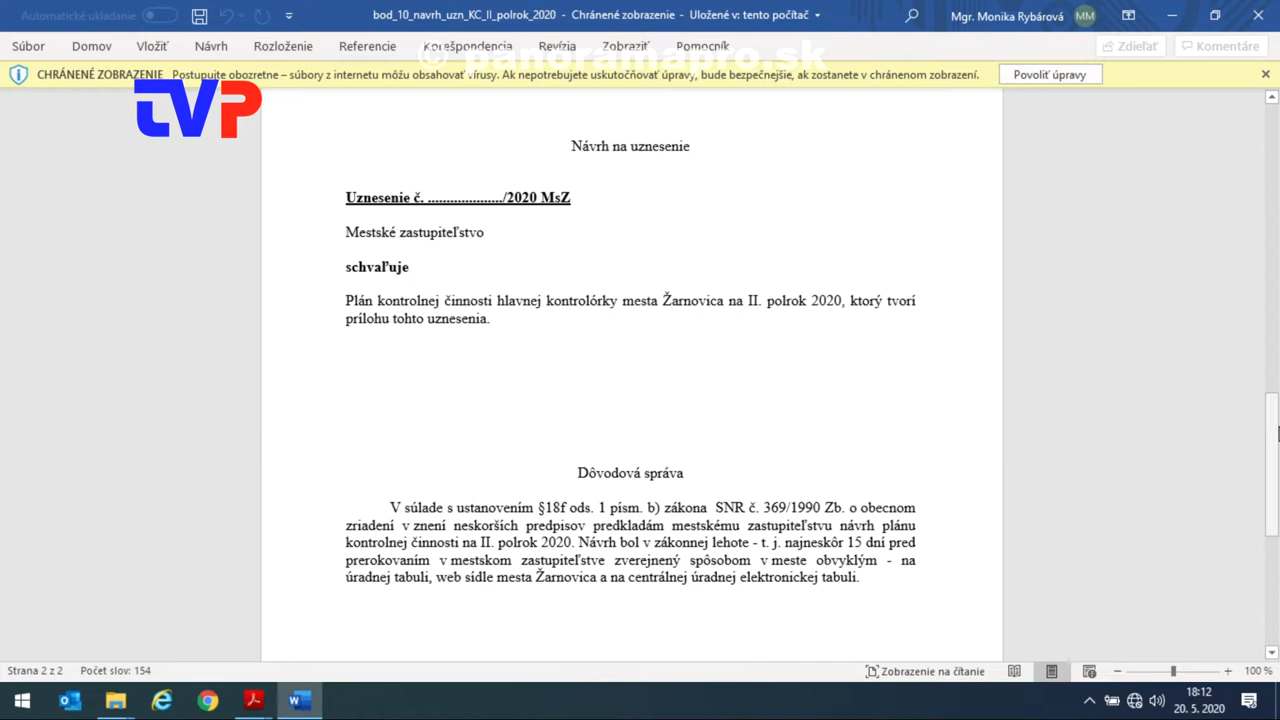 Automatické ukladanie
bod_10_navrh_uzn_KC_II_polrok_2020 - Chránené zobrazenie - Uložené v: tento počítač
Mgr. Monika Rybárová
MM
Súbor Domov Vložiť Návrh Rozloženie Referencie Korešpondencia Revízia Zobraziť Pomocník Zdieľať Komentáre
© panoramapro.sk
CHRÁNENÉ ZOBRAZENIE Postupujte obozretne – súbory z internetu môžu obsahovať vírusy. Ak nepotrebujete uskutočňovať úpravy, bude bezpečnejšie, ak zostanete v chránenom zobrazení. Povoliť úpravy
tVP
Návrh na uznesenie
Uznesenie č. ...................../2020 MsZ
Mestské zastupiteľstvo
schvaľuje
Plán kontrolnej činnosti hlavnej kontrolórky mesta Žarnovica na II. polrok 2020, ktorý tvorí
prílohu tohto uznesenia.
Dôvodová správa
V súlade s ustanovením §18f ods. 1 písm. b) zákona SNR č. 369/1990 Zb. o obecnom
zriadení v znení neskorších predpisov predkladám mestskému zastupiteľstvu návrh plánu
kontrolnej činnosti na II. polrok 2020. Návrh bol v zákonnej lehote - t. j. najneskôr 15 dní pred
prerokovaním v mestskom zastupiteľstve zverejnený spôsobom v meste obvyklým - na
úradnej tabuli, web sídle mesta Žarnovica a na centrálnej úradnej elektronickej tabuli.
Strana 2 z 2 Počet slov: 154 Zobrazenie na čítanie 100 %
18:12
20. 5. 2020